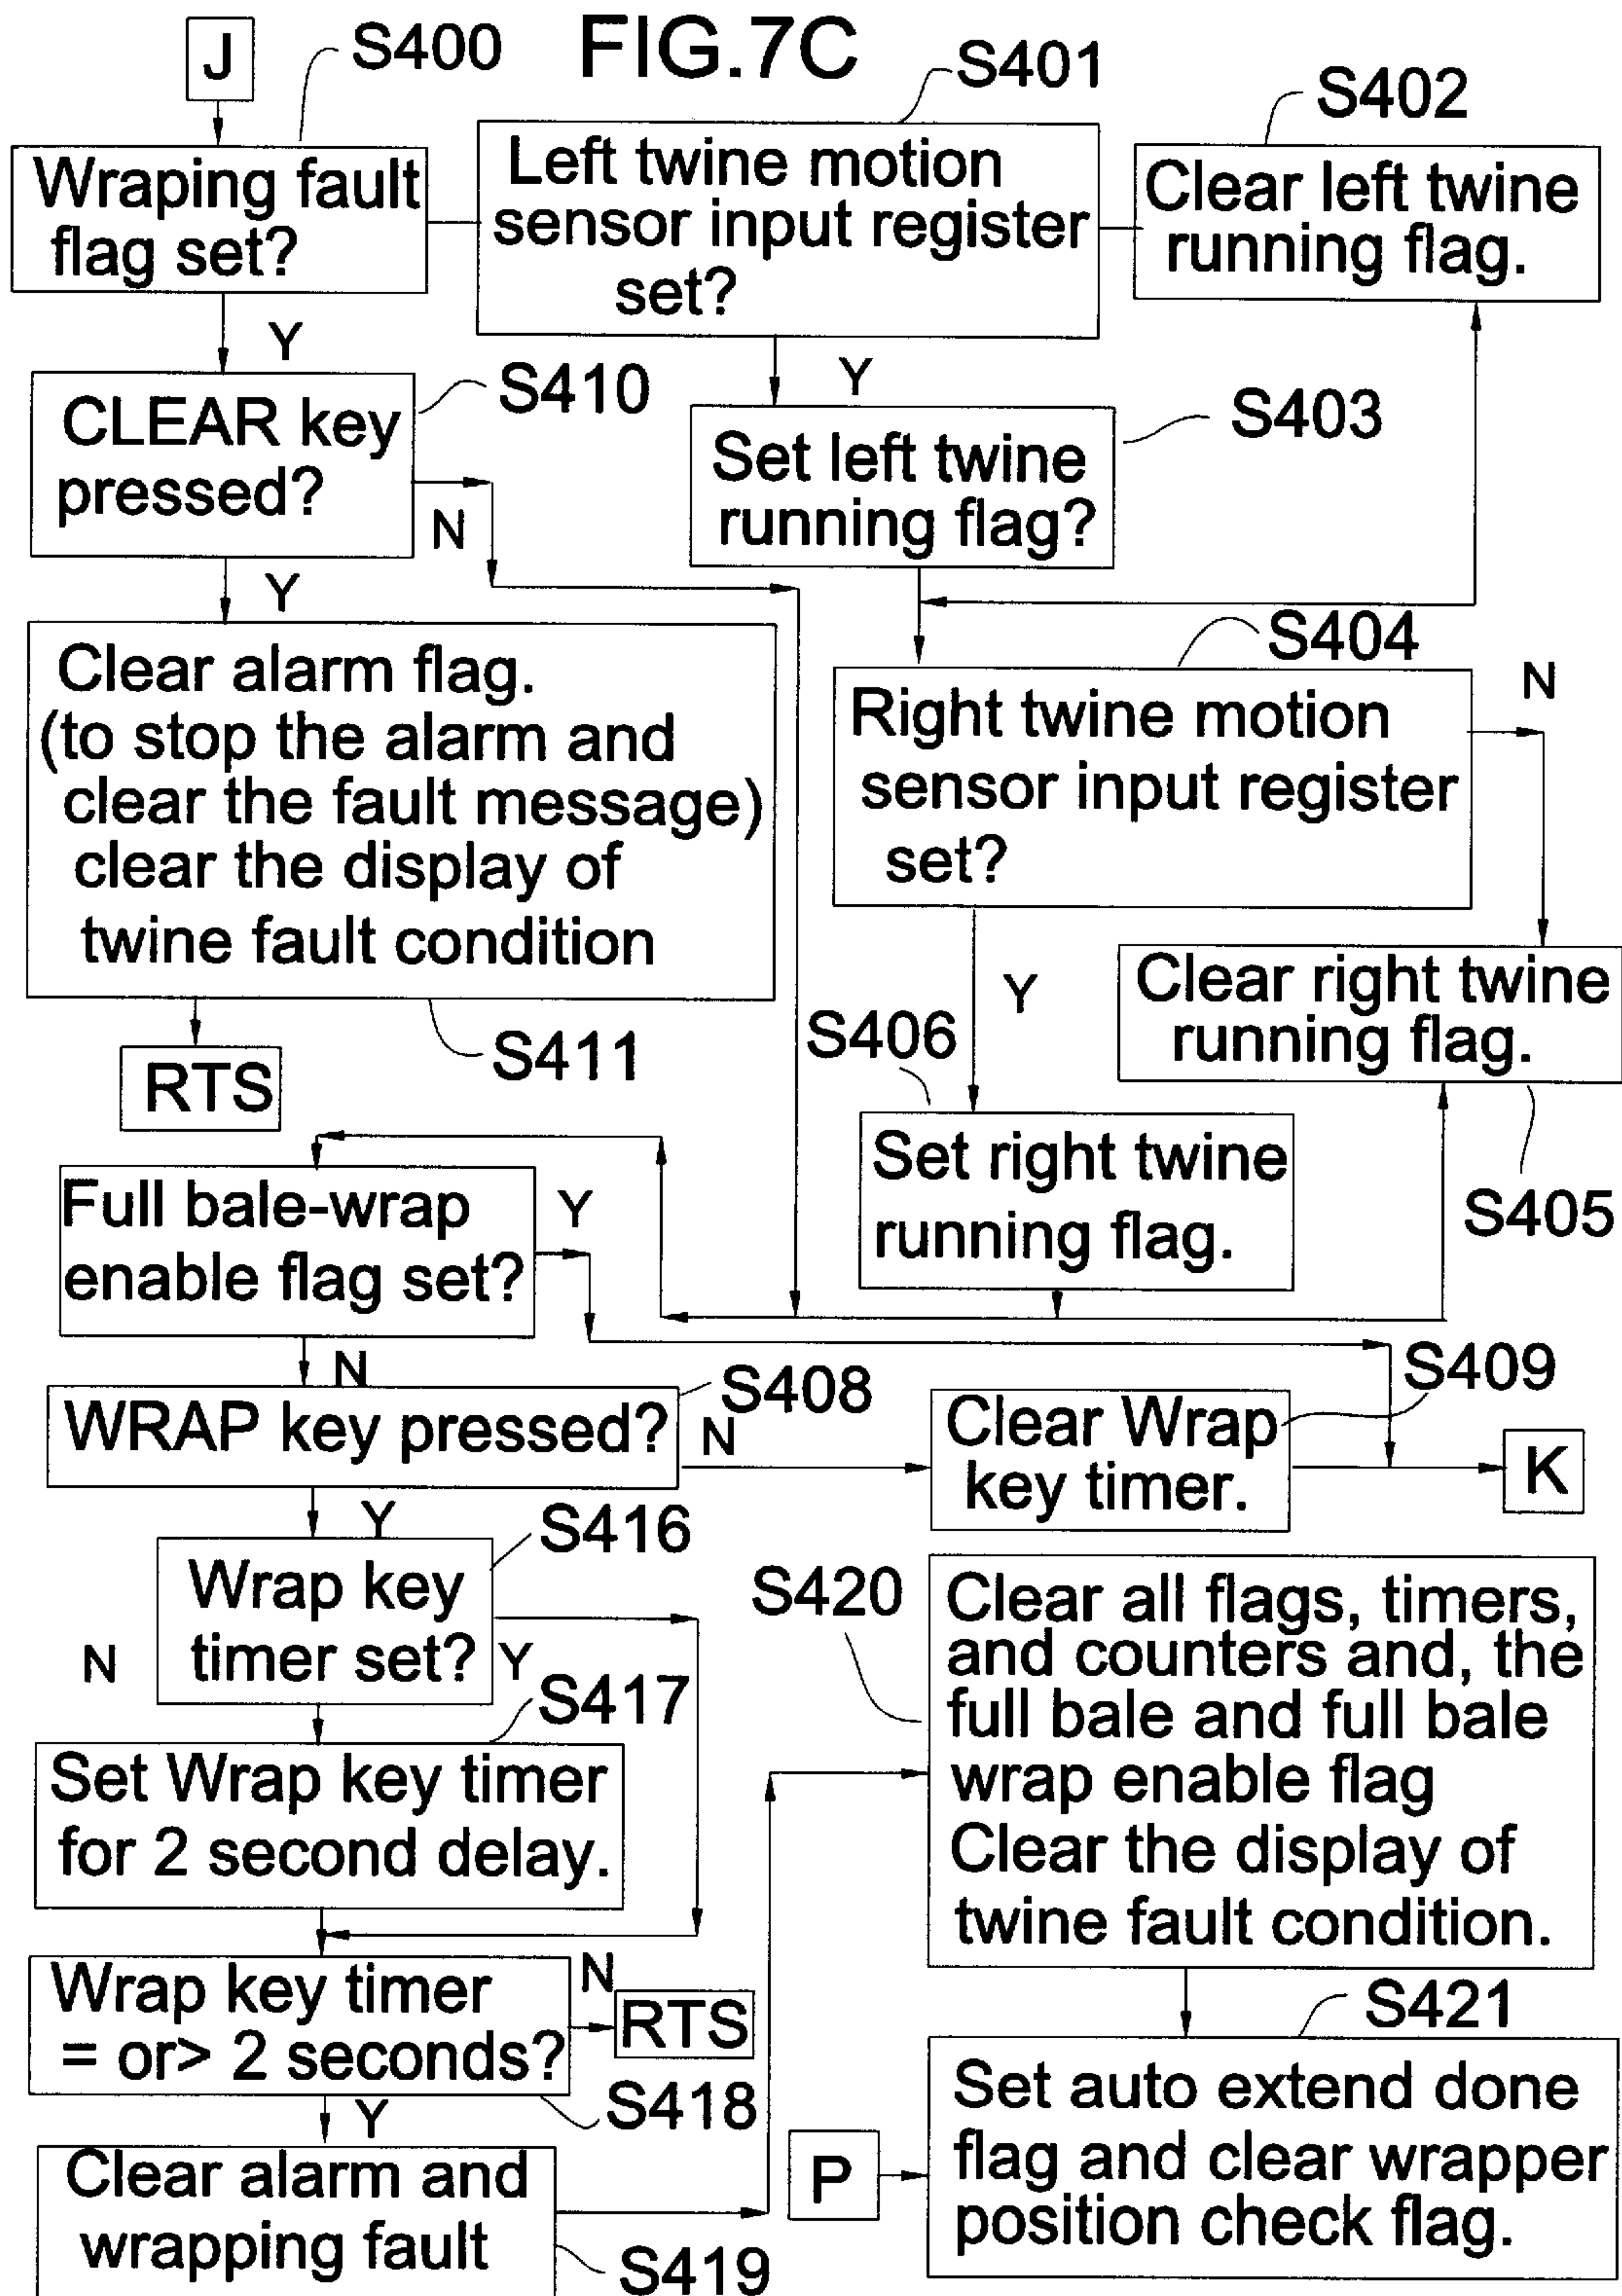 FIG.7C
J
S400
S401
S402
Wraping fault
flag set?
Left twine motion
sensor input register
set?
Clear left twine
running flag.
Y
Y
S410
CLEAR key
pressed?
N
S403
Set left twine
running flag?
Y
S404
Clear alarm flag.
(to stop the alarm and
clear the fault message)
clear the display of
twine fault condition
N
Right twine motion
sensor input register
set?
Y
S411
RTS
Clear right twine
running flag.
S406
S405
Set right twine
running flag.
Full bale-wrap
enable flag set?
Y
N
S408
S409
WRAP key pressed?
N
Clear Wrap
key timer.
K
Y
S416
Wrap key
timer set?
N
Y
S417
Set Wrap key timer
for 2 second delay.
S420
Clear all flags, timers,
and counters and, the
full bale and full bale
wrap enable flag
Clear the display of
twine fault condition.
Wrap key timer
= or> 2 seconds?
N
RTS
S418
Y
S421
P
Set auto extend done
flag and clear wrapper
position check flag.
Clear alarm and
wrapping fault
S419